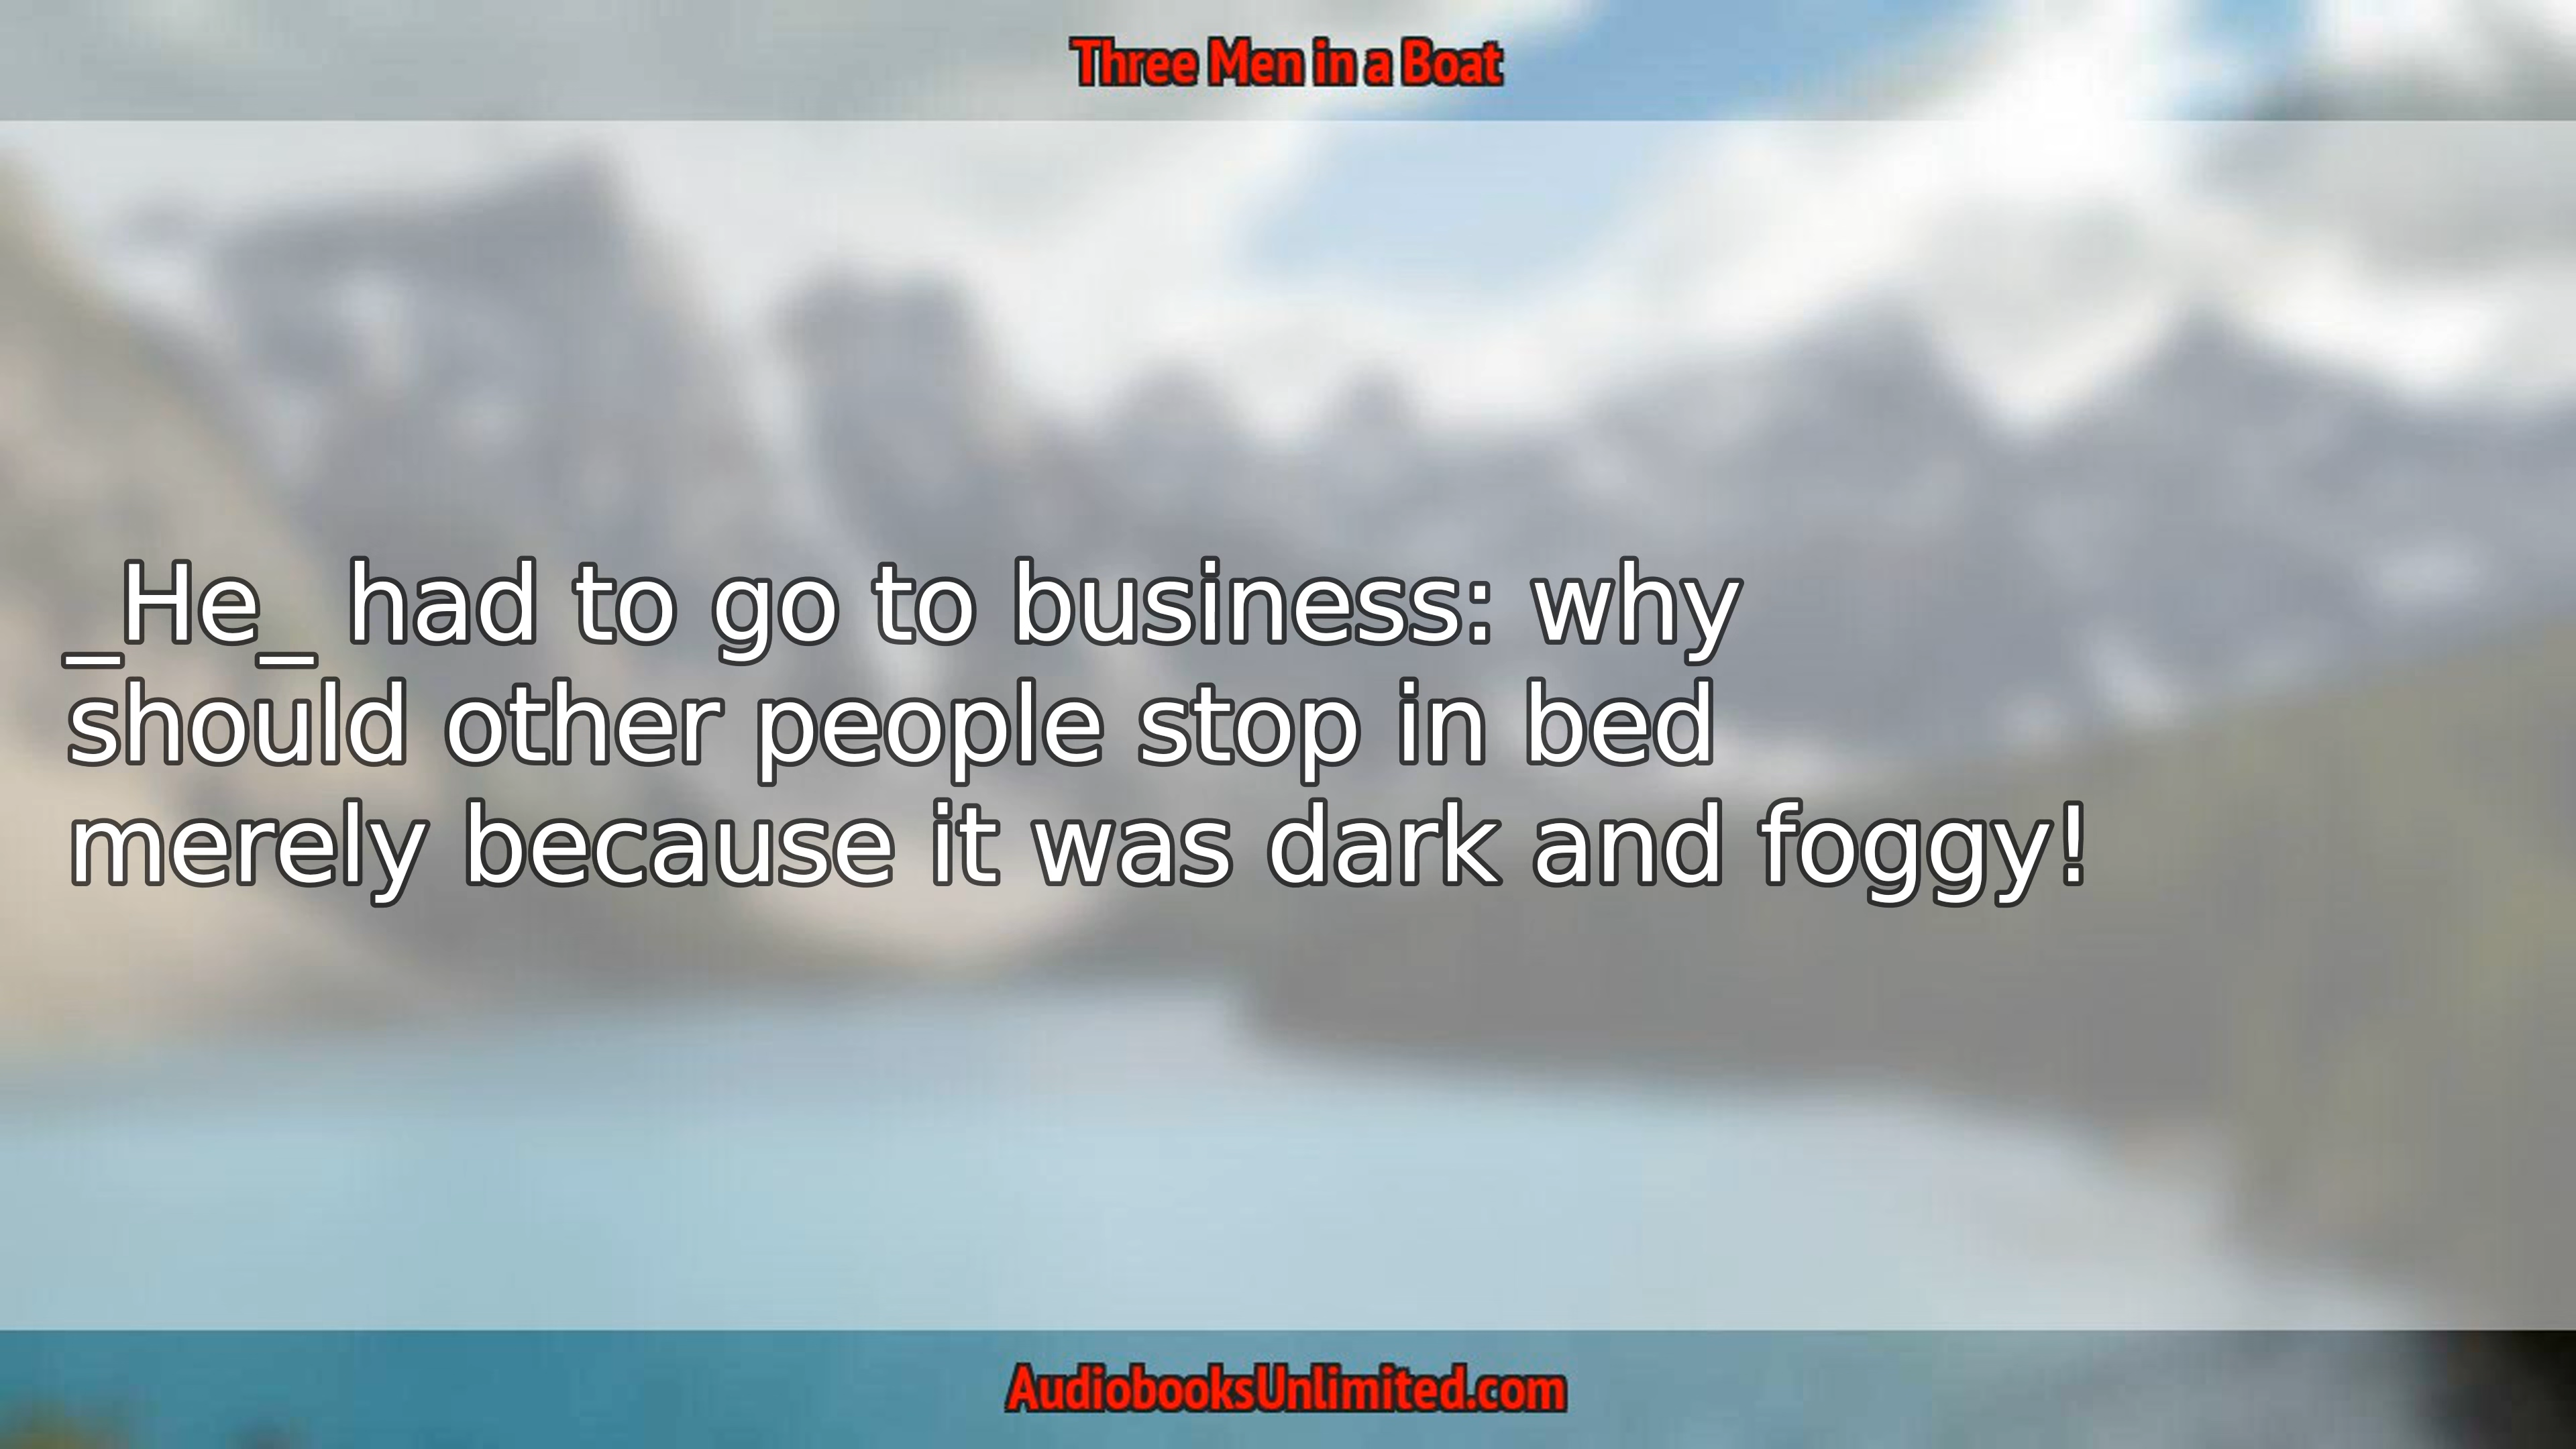 Three Men in a Boat
_He_ had to go to business: why
should other people stop in bed
merely because it was dark and foggy!
AudiobooksUnlimited.com